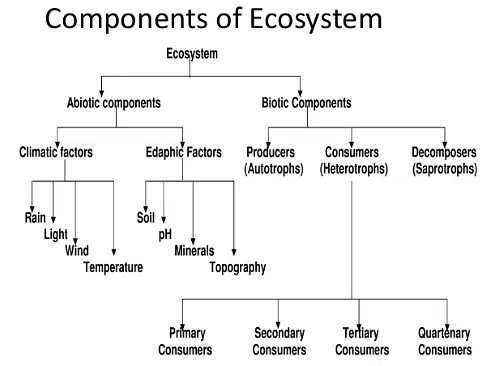 Components of Ecosystem
Ecosystem
Abiotic components
Biotic Components
Climatic factors
Edaphic Factors
Producers
(Autotrophs)
Consumers
(Heterotrophs)
Decomposers
(Saprotrophs)
Rain
Light
Wind
Temperature
Soil
pH
Minerals
Topography
Primary
Consumers
Secondary
Consumers
Tertiary
Consumers
Quartenary
Consumers